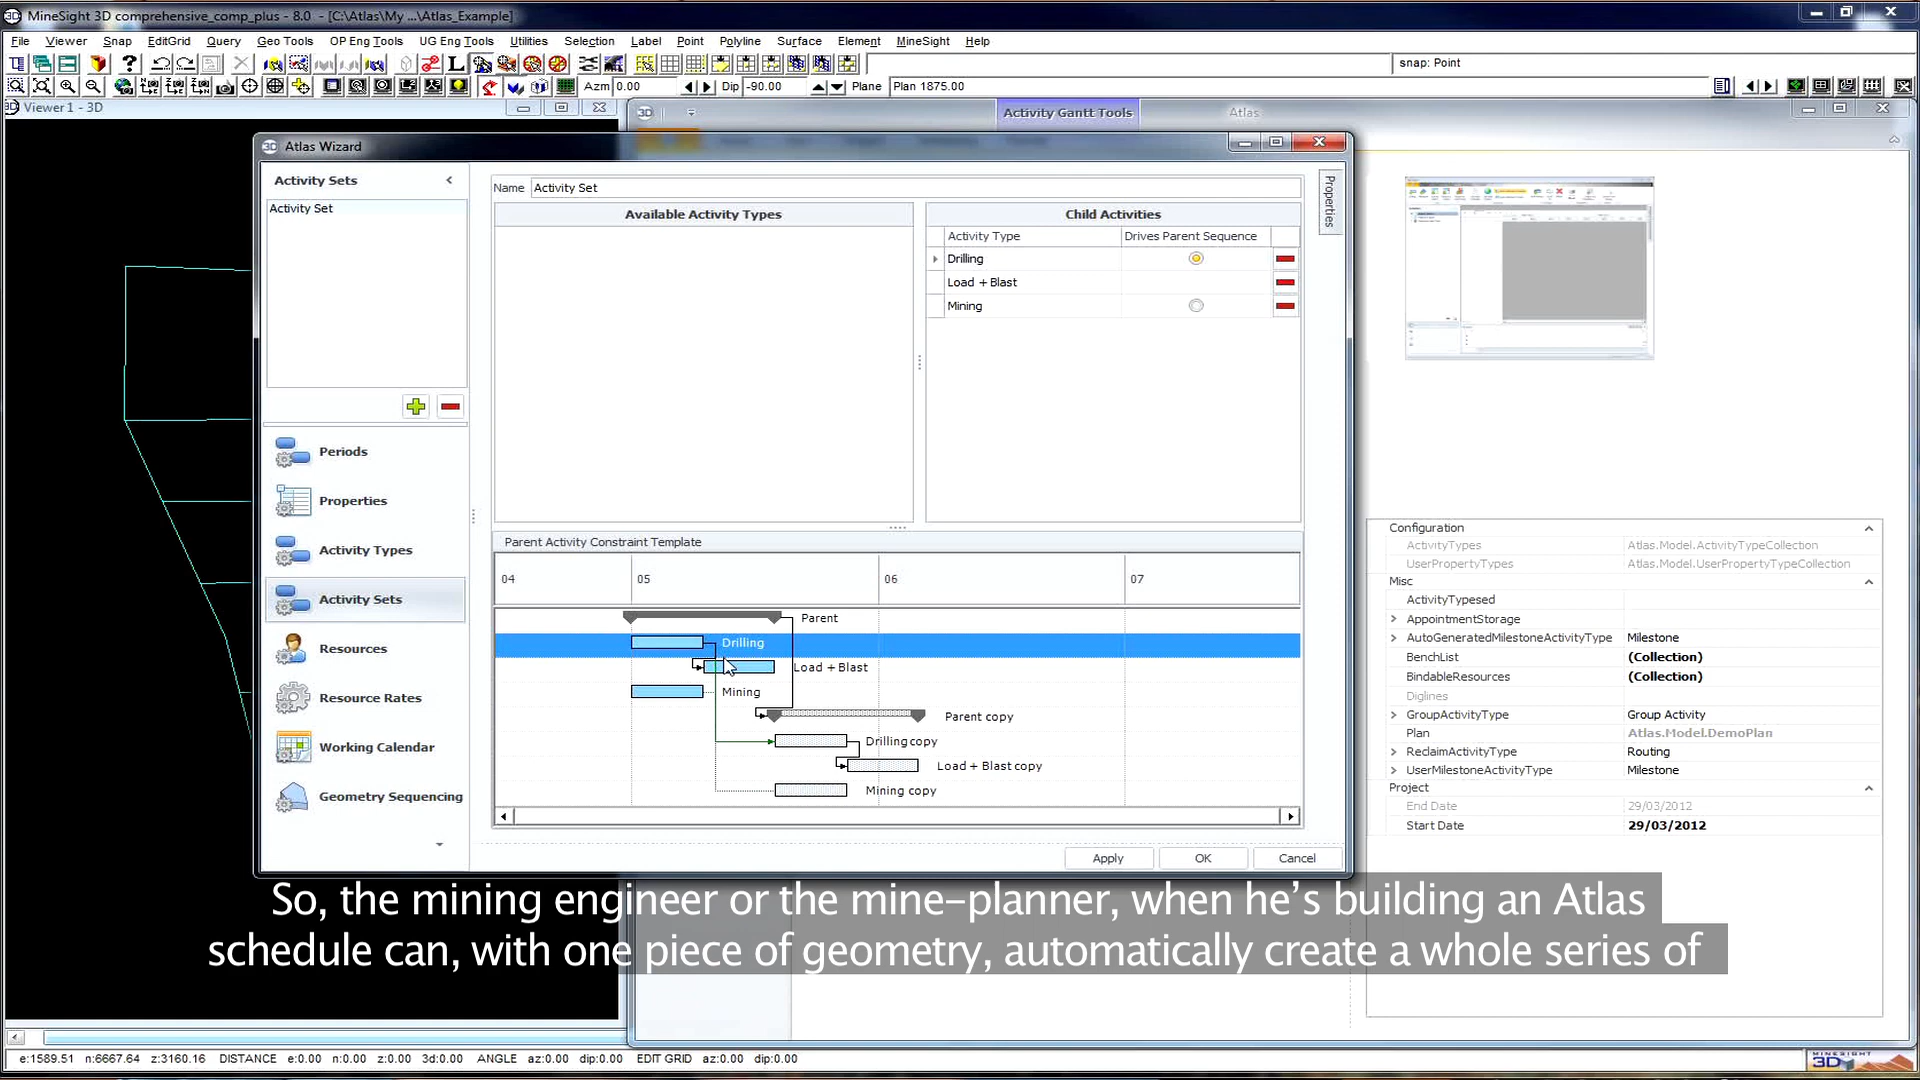 MineSight 3D comprehensive_comp_plus - 8.0 - [C:\Atlas\My ...\Atlas_Example]
File Viewer Snap EditGrid Query Geo Tools OP Eng Tools UG Eng Tools Utilities Selection Label Point Polyline Surface Element MineSight Help
snap: Point
Azm 0.00 Dip -90.00 Plane Plan 1875.00
Viewer 1 - 3D
Activity Gantt Tools
Atlas
Atlas Wizard
Activity Sets
Activity Set
Periods
Properties
Activity Types
Activity Sets
Resources
Resource Rates
Working Calendar
Geometry Sequencing
Name Activity Set
Available Activity Types
Child Activities
Activity Type Drives Parent Sequence
Drilling
Load + Blast
Mining
Properties
Parent Activity Constraint Template
04 05 06 07
Parent
Drilling
Load + Blast
Mining
Parent copy
Drilling copy
Load + Blast copy
Mining copy
Apply OK Cancel
Configuration
ActivityTypes Atlas.Model.ActivityTypeCollection
UserPropertyTypes Atlas.Model.UserPropertyTypeCollection
Misc
ActivityTypesed
AppointmentStorage
AutoGeneratedMilestoneActivityType Milestone
BenchList (Collection)
BindableResources (Collection)
Diglines
GroupActivityType Group Activity
Plan Atlas.Model.DemoPlan
ReclaimActivityType Routing
UserMilestoneActivityType Milestone
Project
End Date 29/03/2012
Start Date 29/03/2012
So, the mining engineer or the mine-planner, when he's building an Atlas
schedule can, with one piece of geometry, automatically create a whole series of
e:1589.51 n:6667.64 z:3160.16 DISTANCE e:0.00 n:0.00 z:0.00 3d:0.00 ANGLE az:0.00 dip:0.00 EDIT GRID az:0.00 dip:0.00
MINESIGHT
3D